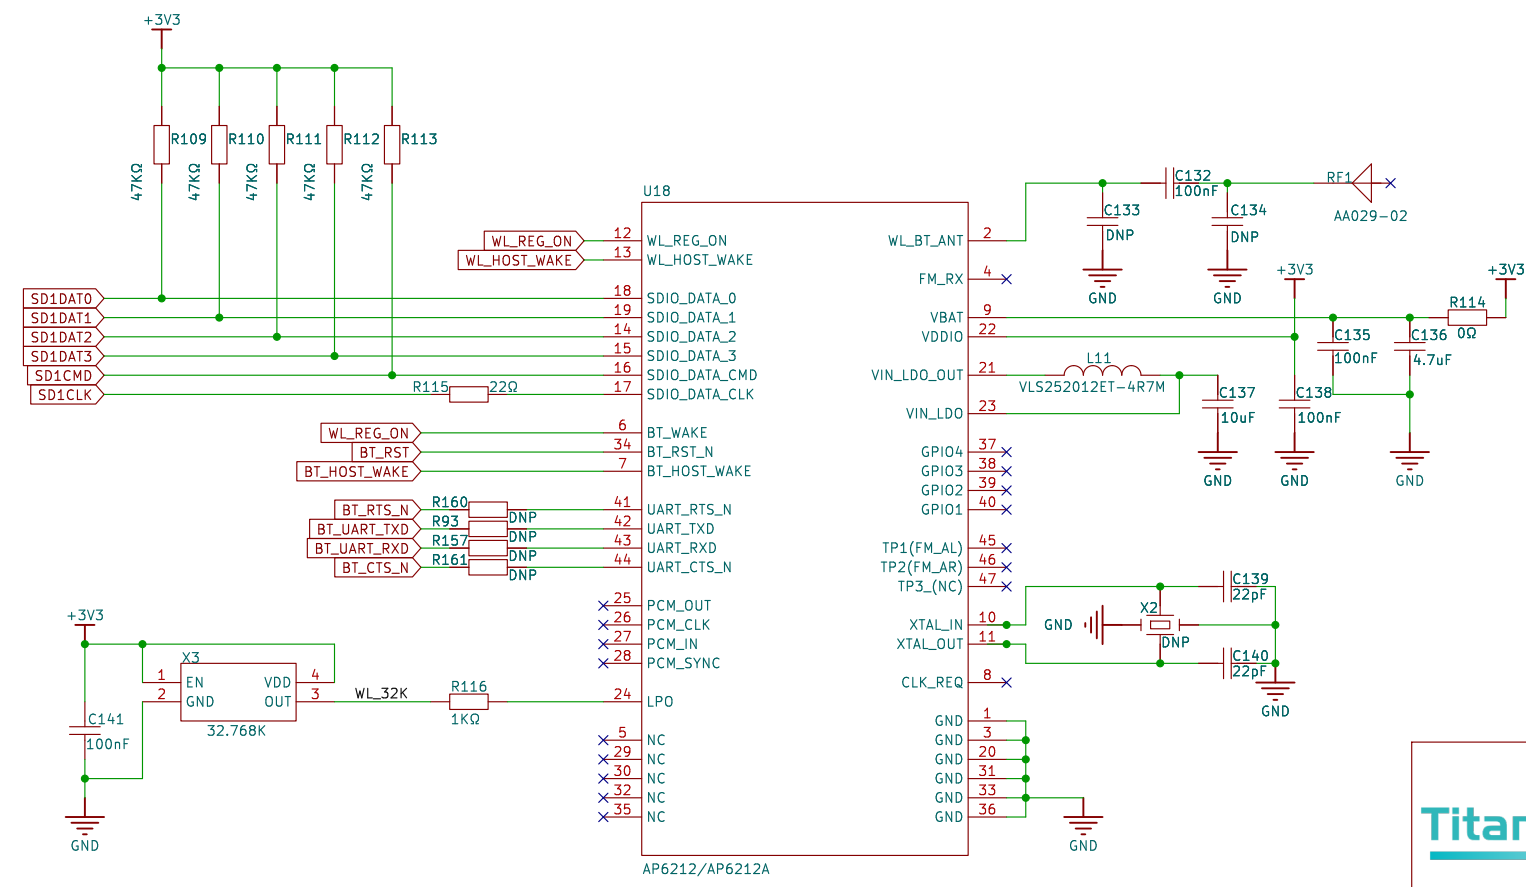 +3V3
R109
R110
R111
R112
R113
47KΩ
47KΩ
47KΩ
47KΩ
47KΩ
U18
WL_REG_ON
12
WL_REG_ON
WL_HOST_WAKE
13
WL_HOST_WAKE
SD1DAT0
18
SDIO_DATA_0
SD1DAT1
19
SDIO_DATA_1
SD1DAT2
14
SDIO_DATA_2
SD1DAT3
15
SDIO_DATA_3
SD1CMD
16
SDIO_DATA_CMD
SD1CLK
R115
22Ω
17
SDIO_DATA_CLK
WL_REG_ON
6
BT_WAKE
BT_RST
34
BT_RST_N
BT_HOST_WAKE
7
BT_HOST_WAKE
BT_RTS_N
R160
DNP
41
UART_RTS_N
BT_UART_TXD
R93
DNP
42
UART_TXD
BT_UART_RXD
R157
DNP
43
UART_RXD
BT_CTS_N
R161
DNP
44
UART_CTS_N
25
PCM_OUT
26
PCM_CLK
27
PCM_IN
28
PCM_SYNC
+3V3
X3
1
EN
VDD
4
2
GND
OUT
3
32.768K
WL_32K
R116
1KΩ
24
LPO
C141
100nF
GND
5
NC
29
NC
30
NC
32
NC
35
NC
AP6212/AP6212A
WL_BT_ANT
2
C133
DNP
GND
C132
100nF
C134
DNP
GND
RF1
AA029-02
FM_RX
4
VBAT
9
VDDIO
22
+3V3
+3V3
R114
0Ω
C135
100nF
C136
4.7uF
VIN_LDO_OUT
21
L11
VLS252012ET-4R7M
VIN_LDO
23
C137
10uF
C138
100nF
GND
GND
GND
GPIO4
37
GPIO3
38
GPIO2
39
GPIO1
40
TP1(FM_AL)
45
TP2(FM_AR)
46
TP3_(NC)
47
XTAL_IN
10
XTAL_OUT
11
GND
X2
DNP
C139
22pF
C140
22pF
GND
CLK_REQ
8
GND
1
GND
3
GND
20
GND
31
GND
33
GND
36
GND
Titar